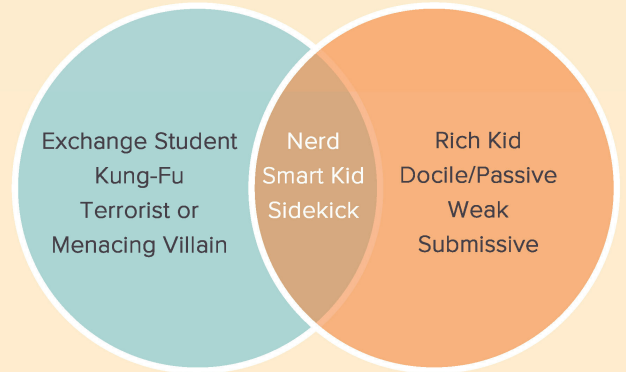 Exchange Student
Kung-Fu
Terrorist or
Menacing Villain
Nerd
Smart Kid
Sidekick
Rich Kid
Docile/Passive
Weak
Submissive